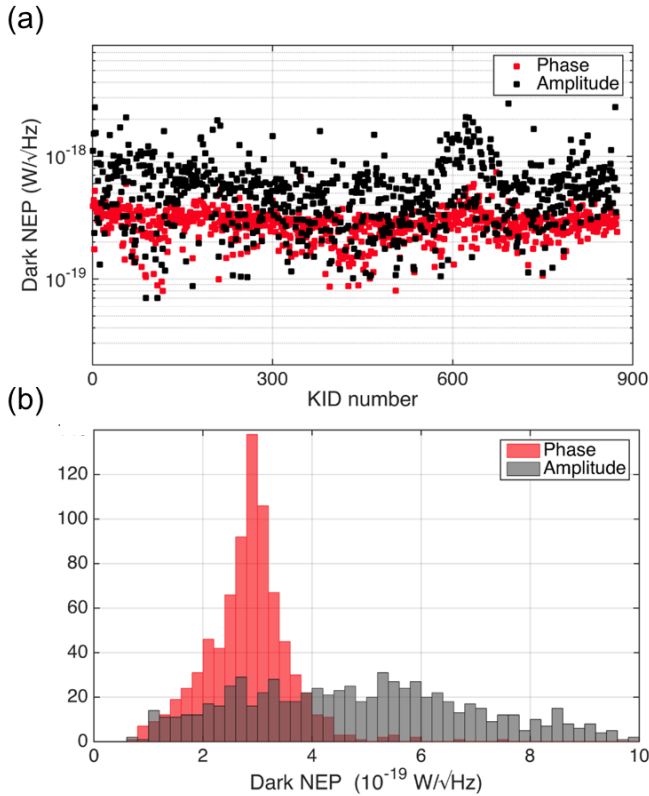 (a)
Phase
Amplitude
Dark NEP (W/√Hz)
10⁻¹⁸
10⁻¹⁹
0 300 600 900
KID number
(b)
Phase
Amplitude
120
100
80
60
40
20
0
0 2 4 6 8 10
Dark NEP (10⁻¹⁹ W/√Hz)